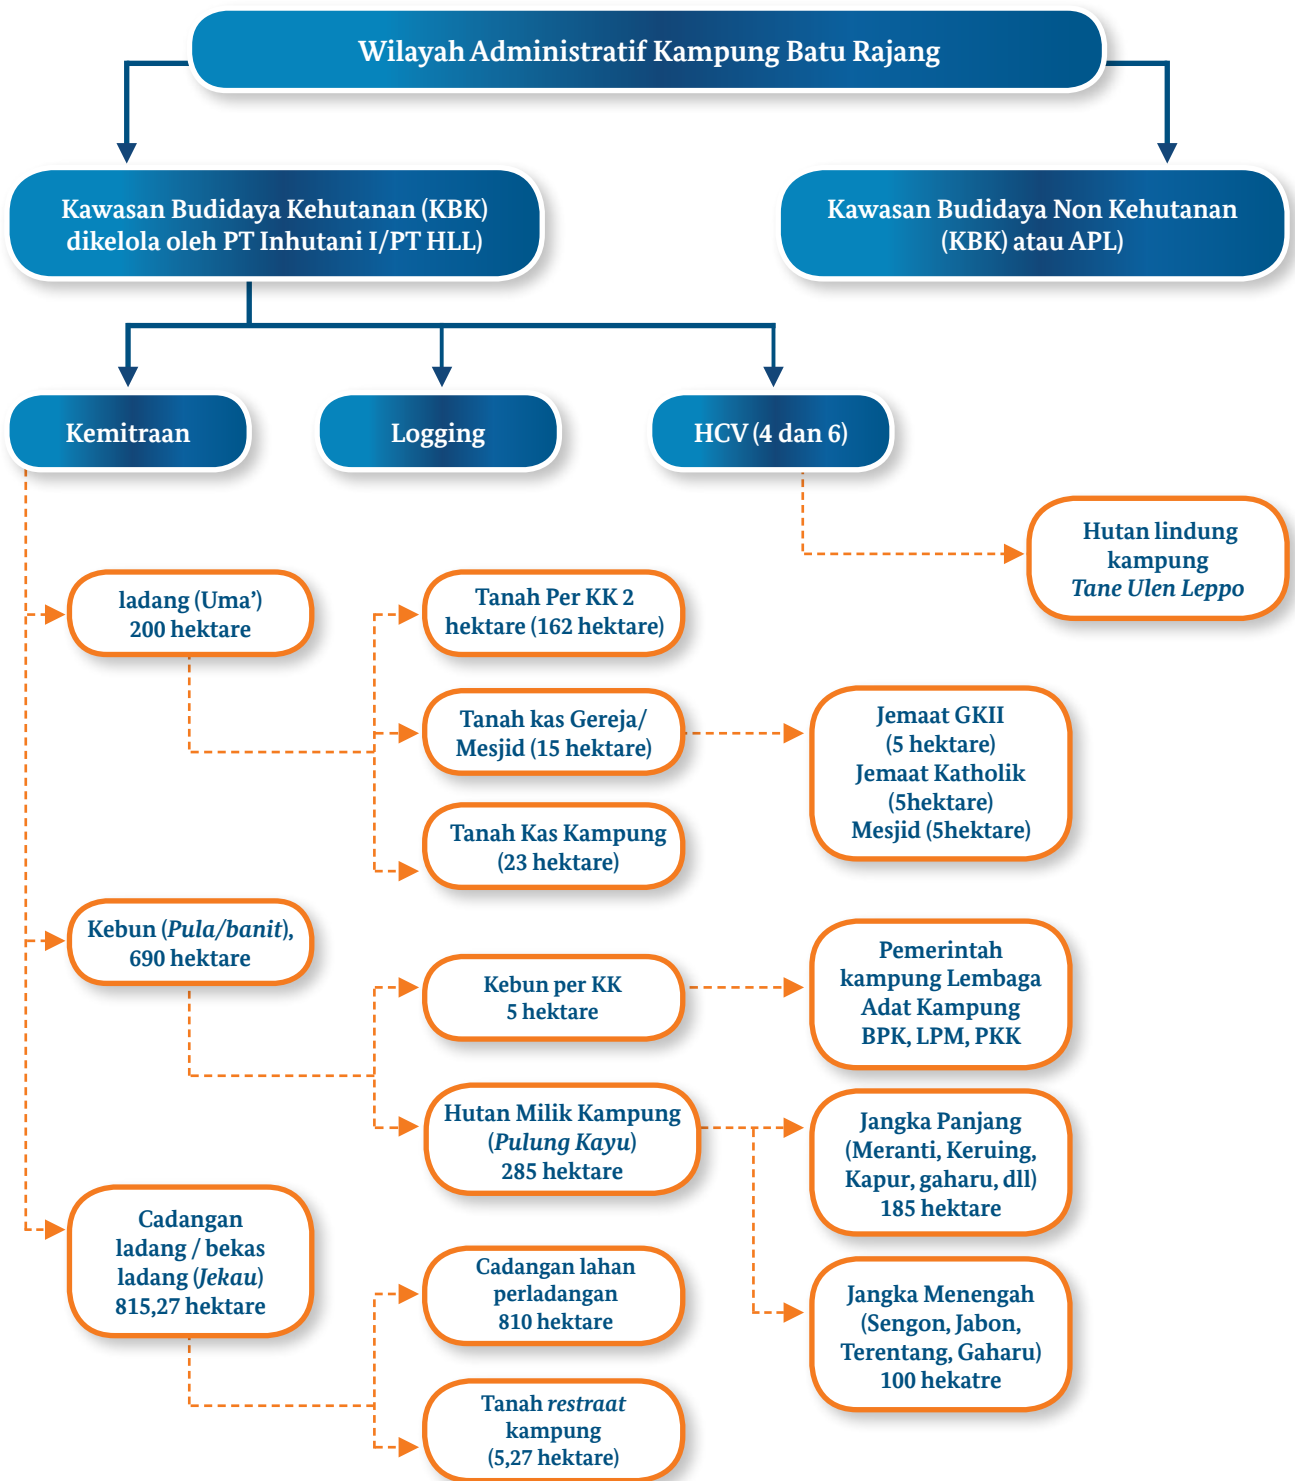 Wilayah Administratif Kampung Batu Rajang
Kawasan Budidaya Kehutanan (KBK)
dikelola oleh PT Inhutani I/PT HLL)
Kawasan Budidaya Non Kehutanan
(KBK) atau APL)
Kemitraan
Logging
HCV (4 dan 6)
Hutan lindung
kampung
Tane Ulen Leppo
ladang (Uma’)
200 hektare
Tanah Per KK 2
hektare (162 hektare)
Tanah kas Gereja/
Mesjid (15 hektare)
Jemaat GKII
(5 hektare)
Jemaat Katholik
(5hektare)
Mesjid (5hektare)
Tanah Kas Kampung
(23 hektare)
Kebun (Pula/banit),
690 hektare
Kebun per KK
5 hektare
Pemerintah
kampung Lembaga
Adat Kampung
BPK, LPM, PKK
Hutan Milik Kampung
(Pulung Kayu)
285 hektare
Jangka Panjang
(Meranti, Keruing,
Kapur, gaharu, dll)
185 hektare
Jangka Menengah
(Sengon, Jabon,
Terentang, Gaharu)
100 hekatre
Cadangan
ladang / bekas
ladang (Jekau)
815,27 hektare
Cadangan lahan
perladangan
810 hektare
Tanah restraat
kampung
(5,27 hektare)